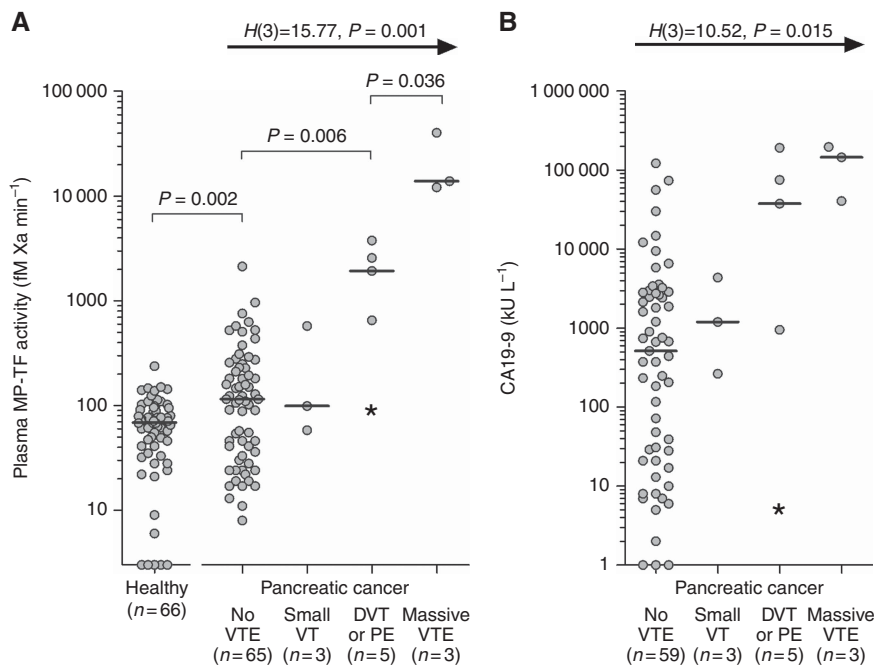 A
H(3)=15.77, P = 0.001
Plasma MP-TF activity (fM Xa min⁻¹)
100 000
10 000
1000
100
10
P = 0.002
P = 0.006
P = 0.036
*
Healthy
(n=66)
Pancreatic cancer
No
VTE
(n=65)
Small
VT
(n=3)
DVT
or PE
(n=5)
Massive
VTE
(n=3)
B
H(3)=10.52, P = 0.015
CA19-9 (kU L⁻¹)
1 000 000
100 000
10 000
1000
100
10
1
*
Pancreatic cancer
No
VTE
(n=59)
Small
VT
(n=3)
DVT
or PE
(n=5)
Massive
VTE
(n=3)